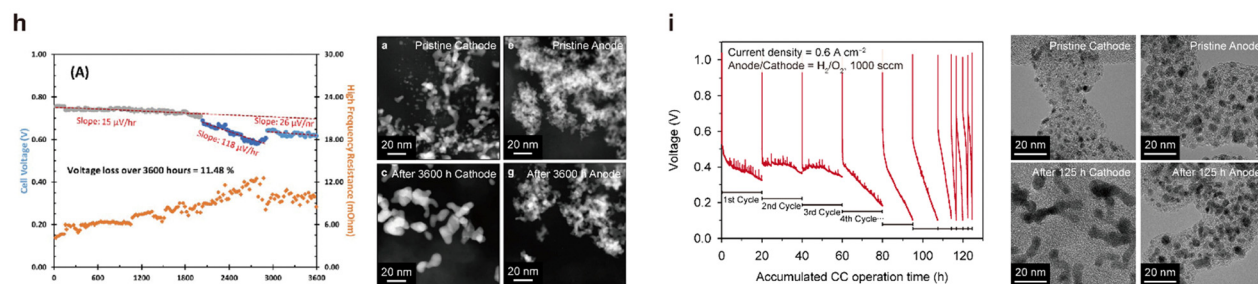 h
1.00
0.80
0.60
0.40
0.20
0.00
Cell Voltage (V)
(A)
Slope: 15 μV/hr
Slope: 118 μV/hr
Slope: 26 μV/hr
Voltage loss over 3600 hours = 11.48 %
30.00
24.00
18.00
12.00
6.00
0.00
High Frequency Resistance (mOhm)
0
600
1200
1800
2400
3000
3600
a
Pristine Cathode
20 nm
e
Pristine Anode
20 nm
c
After 3600 h Cathode
20 nm
g
After 3600 h Anode
20 nm
i
Current density = 0.6 A cm⁻²
Anode/Cathode = H₂/O₂, 1000 sccm
1.0
0.8
0.6
0.4
0.2
0.0
Voltage (V)
1st Cycle
2nd Cycle
3rd Cycle
4th Cycle···
0
20
40
60
80
100
120
Accumulated CC operation time (h)
Pristine Cathode
20 nm
Pristine Anode
20 nm
After 125 h Cathode
20 nm
After 125 h Anode
20 nm